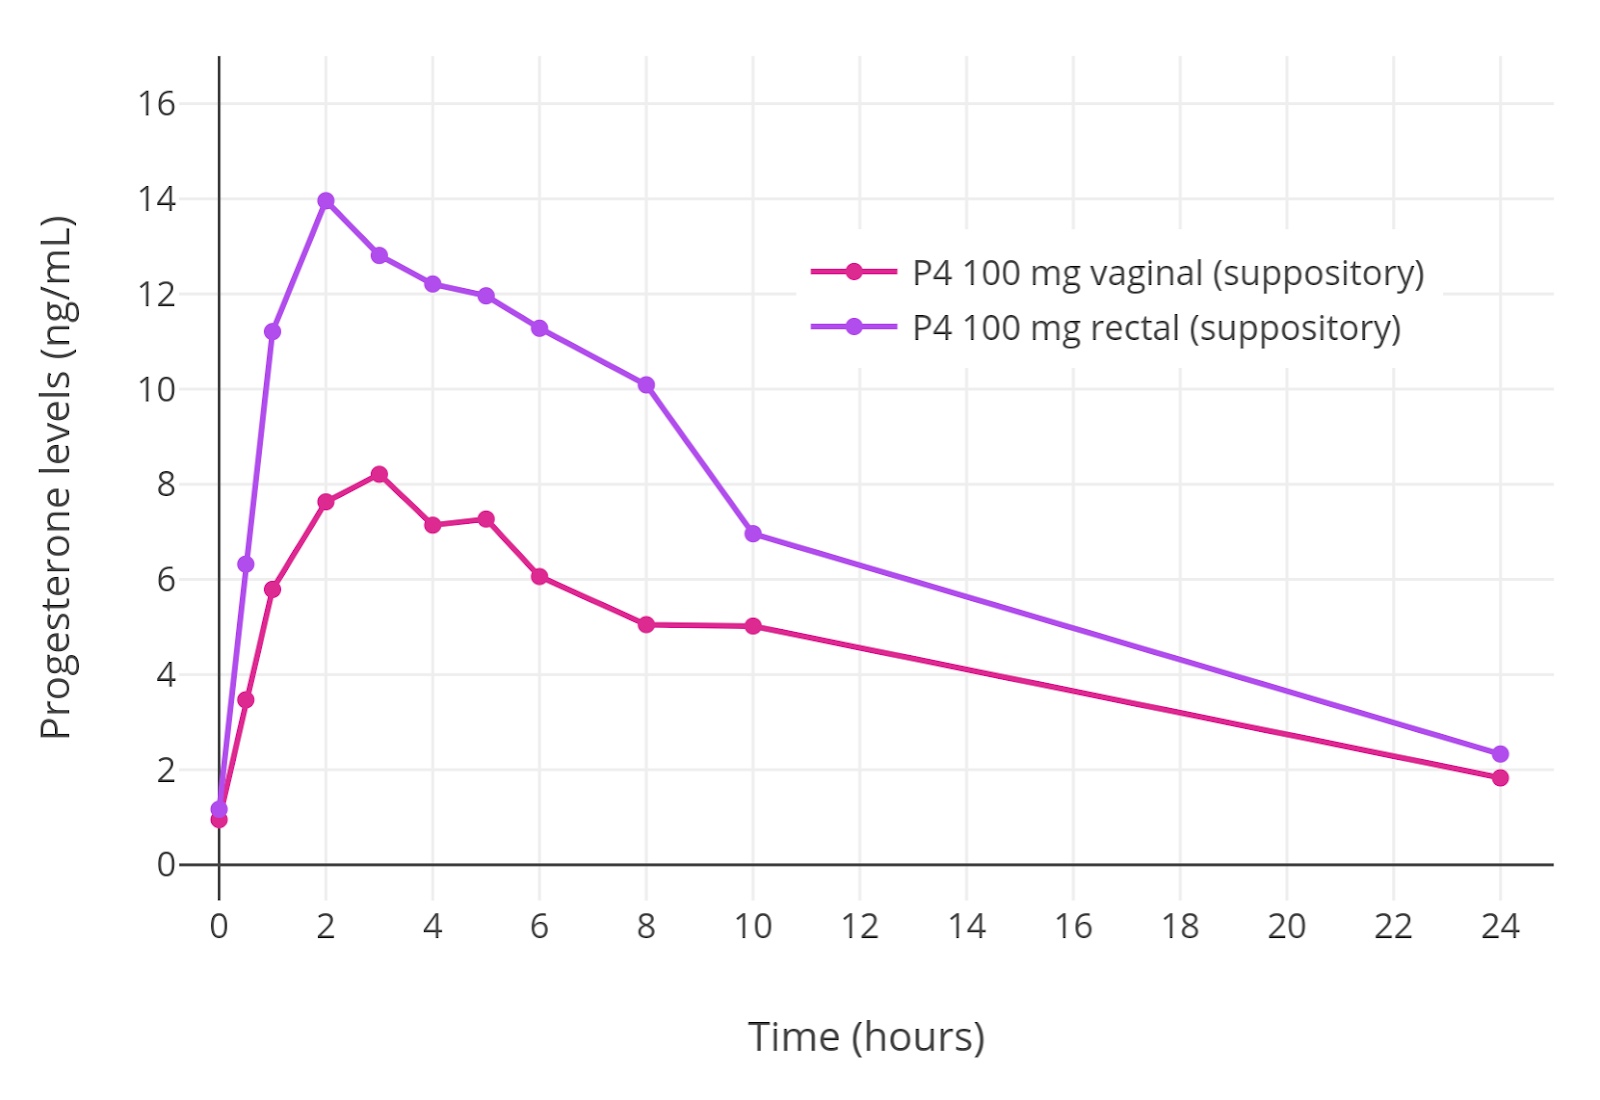 Progesterone levels (ng/mL)
16
14
12
10
8
6
4
2
0
P4 100 mg vaginal (suppository)
P4 100 mg rectal (suppository)
0 2 4 6 8 10 12 14 16 18 20 22 24
Time (hours)